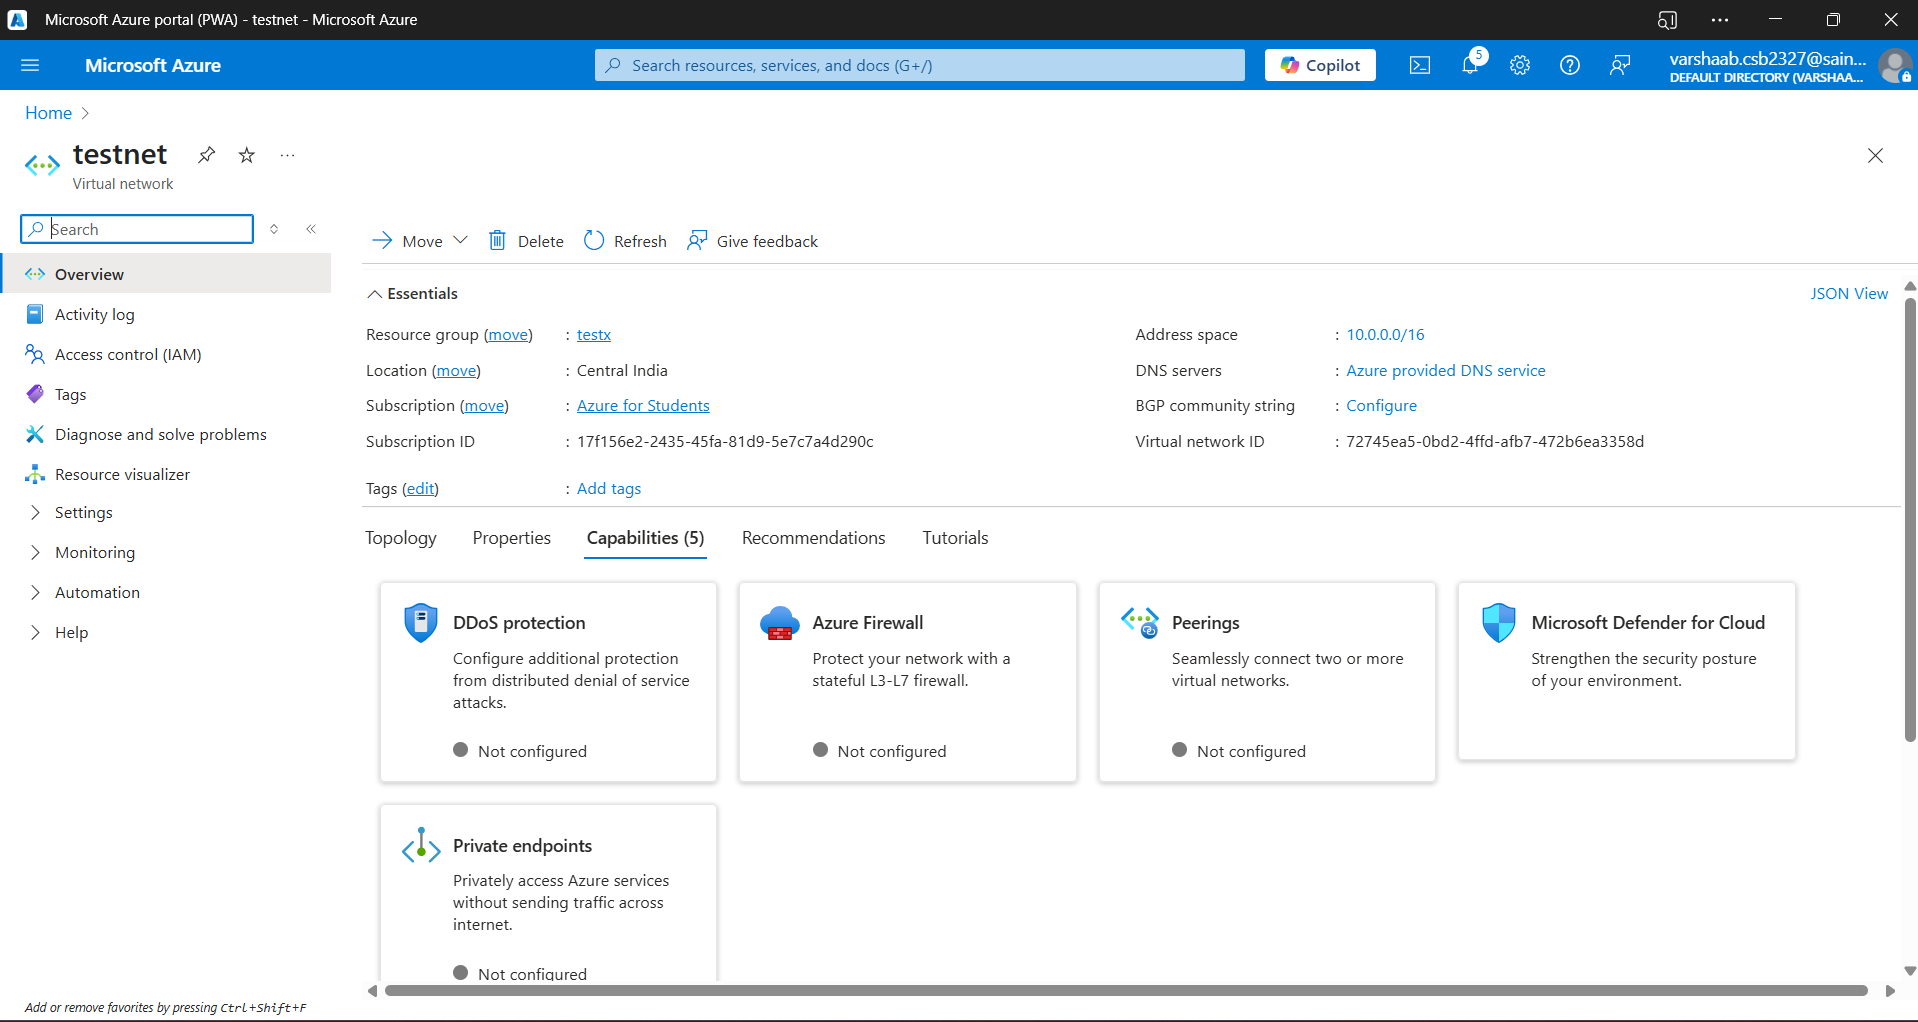 Microsoft Azure portal (PWA) - testnet - Microsoft Azure
Microsoft Azure
Search resources, services, and docs (G+/)
Copilot
5
varshaab.csb2327@sain...
DEFAULT DIRECTORY (VARSHAA...
Home
testnet
Virtual network
Search
Overview
Activity log
Access control (IAM)
Tags
Diagnose and solve problems
Resource visualizer
Settings
Monitoring
Automation
Help
Add or remove favorites by pressing Ctrl+Shift+F
Move Delete Refresh Give feedback
Essentials
JSON View
Resource group (move) : testx
Location (move) : Central India
Subscription (move) : Azure for Students
Subscription ID : 17f156e2-2435-45fa-81d9-5e7c7a4d290c
Address space : 10.0.0.0/16
DNS servers : Azure provided DNS service
BGP community string : Configure
Virtual network ID : 72745ea5-0bd2-4ffd-afb7-472b6ea3358d
Tags (edit) : Add tags
Topology Properties Capabilities (5) Recommendations Tutorials
DDoS protection
Configure additional protection
from distributed denial of service
attacks.
Not configured
Azure Firewall
Protect your network with a
stateful L3-L7 firewall.
Not configured
Peerings
Seamlessly connect two or more
virtual networks.
Not configured
Microsoft Defender for Cloud
Strengthen the security posture
of your environment.
Private endpoints
Privately access Azure services
without sending traffic across
internet.
Not configured